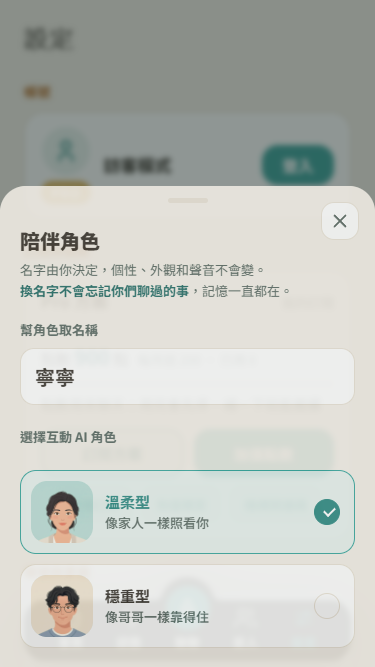 設定
登入
陪伴角色
名字由你決定，個性、外觀和聲音不會變。
換名字不會忘記你們聊過的事，記憶一直都在。
幫角色取名稱
寧寧
選擇互動 AI 角色
溫柔型
像家人一樣照看你
穩重型
像哥哥一樣靠得住